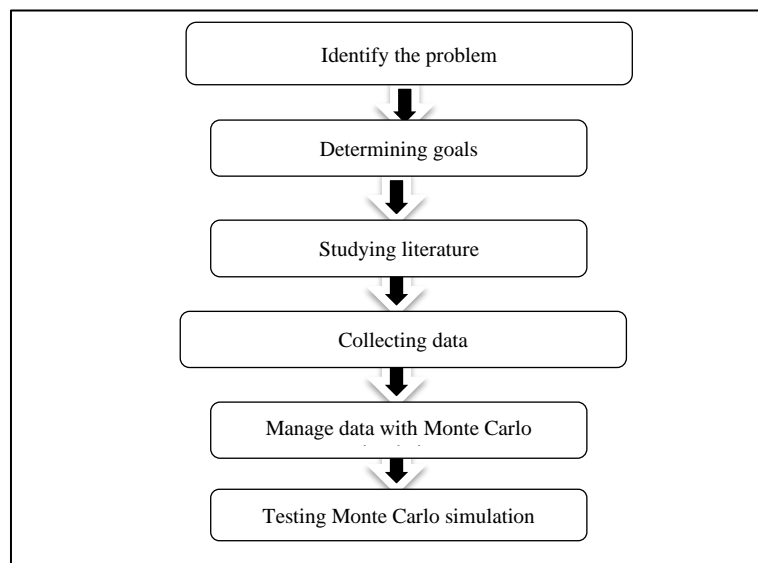 Identify the problem
Determining goals
Studying literature
Collecting data
Manage data with Monte Carlo
Testing Monte Carlo simulation